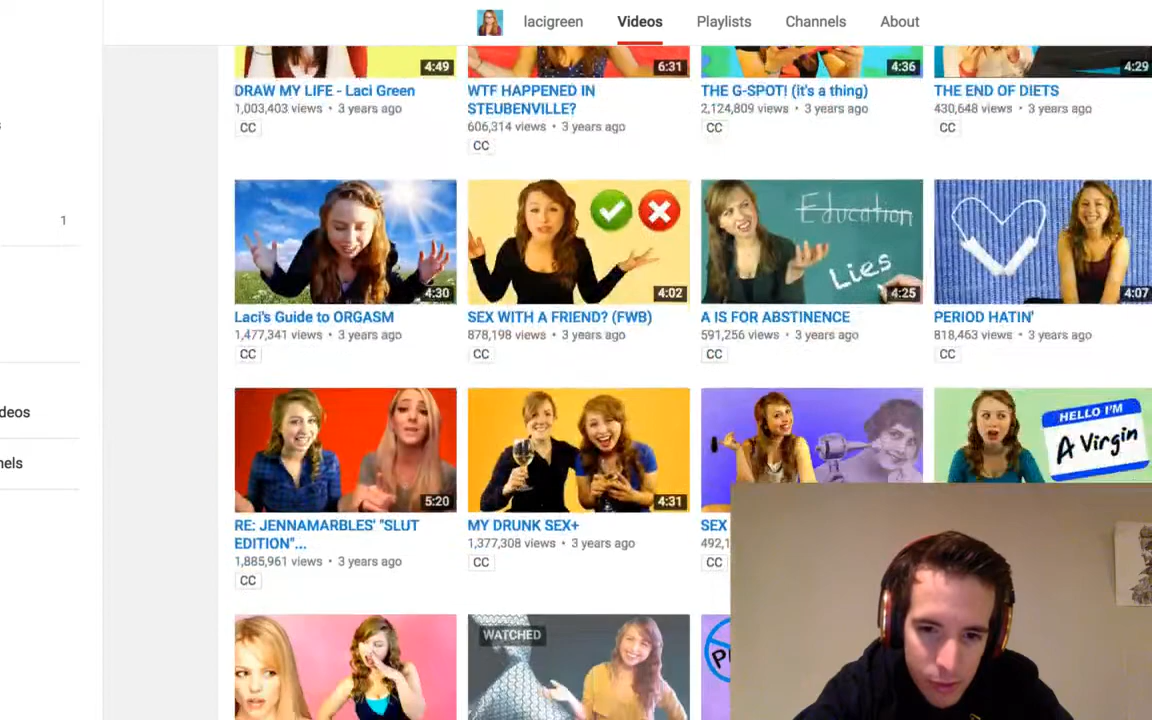 lacigreen Videos Playlists Channels About
4:49 6:31 4:36 4:29
DRAW MY LIFE - Laci Green
1,003,403 views • 3 years ago
CC
WTF HAPPENED IN
STEUBENVILLE?
606,314 views • 3 years ago
CC
THE G-SPOT! (it's a thing)
2,124,809 views • 3 years ago
CC
THE END OF DIETS
430,648 views • 3 years ago
CC
1
4:30
Laci's Guide to ORGASM
1,477,341 views • 3 years ago
CC
4:02
SEX WITH A FRIEND? (FWB)
878,198 views • 3 years ago
CC
Education
Lies
4:25
A IS FOR ABSTINENCE
591,256 views • 3 years ago
CC
4:07
PERIOD HATIN'
818,463 views • 3 years ago
CC
deos
nels
5:20
RE: JENNAMARBLES' "SLUT
EDITION"...
1,885,961 views • 3 years ago
CC
4:31
MY DRUNK SEX+
1,377,308 views • 3 years ago
CC
SEX
492,1
CC
HELLO I'M
A Virgin
WATCHED